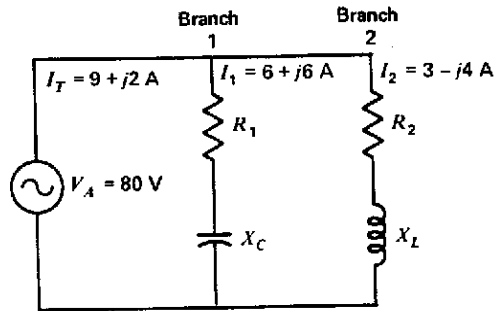 Branch
1
Branch
2
I_T = 9 + j2 A
I_1 = 6 + j6 A
I_2 = 3 – j4 A
R_1
R_2
V_A = 80 V
X_C
X_L